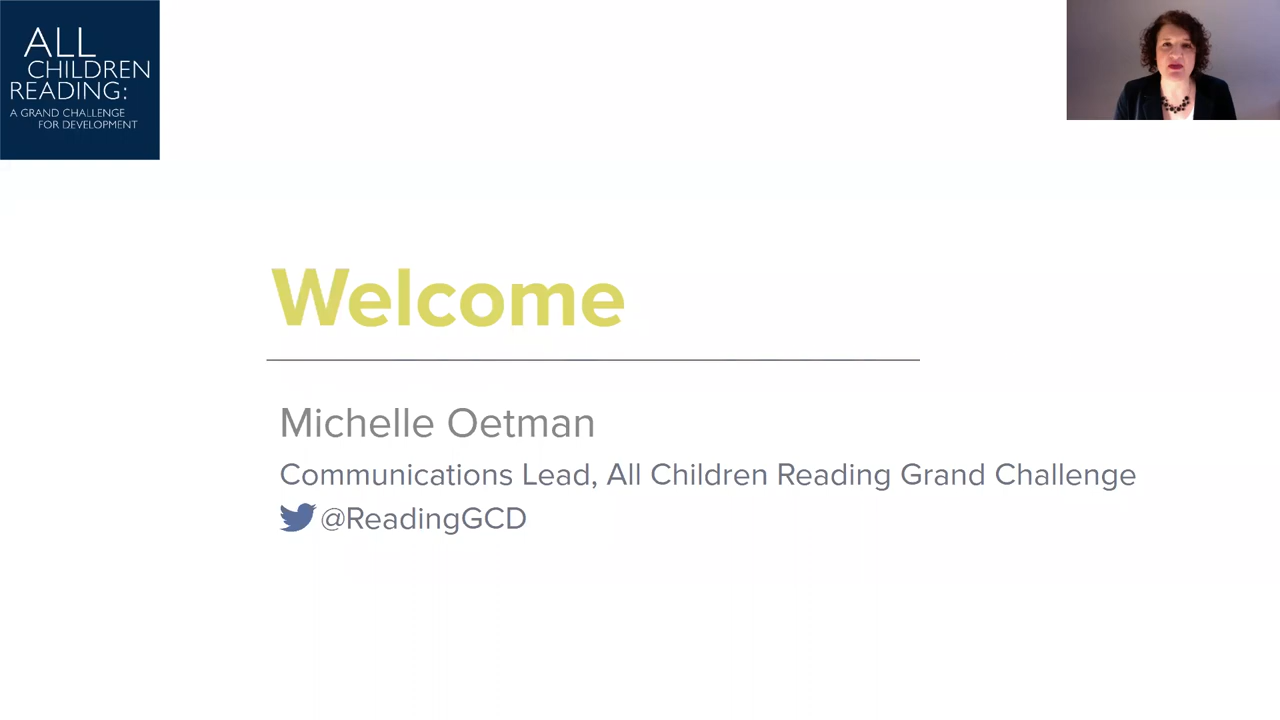 ALL
CHILDREN
READING:
A GRAND CHALLENGE
FOR DEVELOPMENT
Welcome
Michelle Oetman
Communications Lead, All Children Reading Grand Challenge
@ReadingGCD